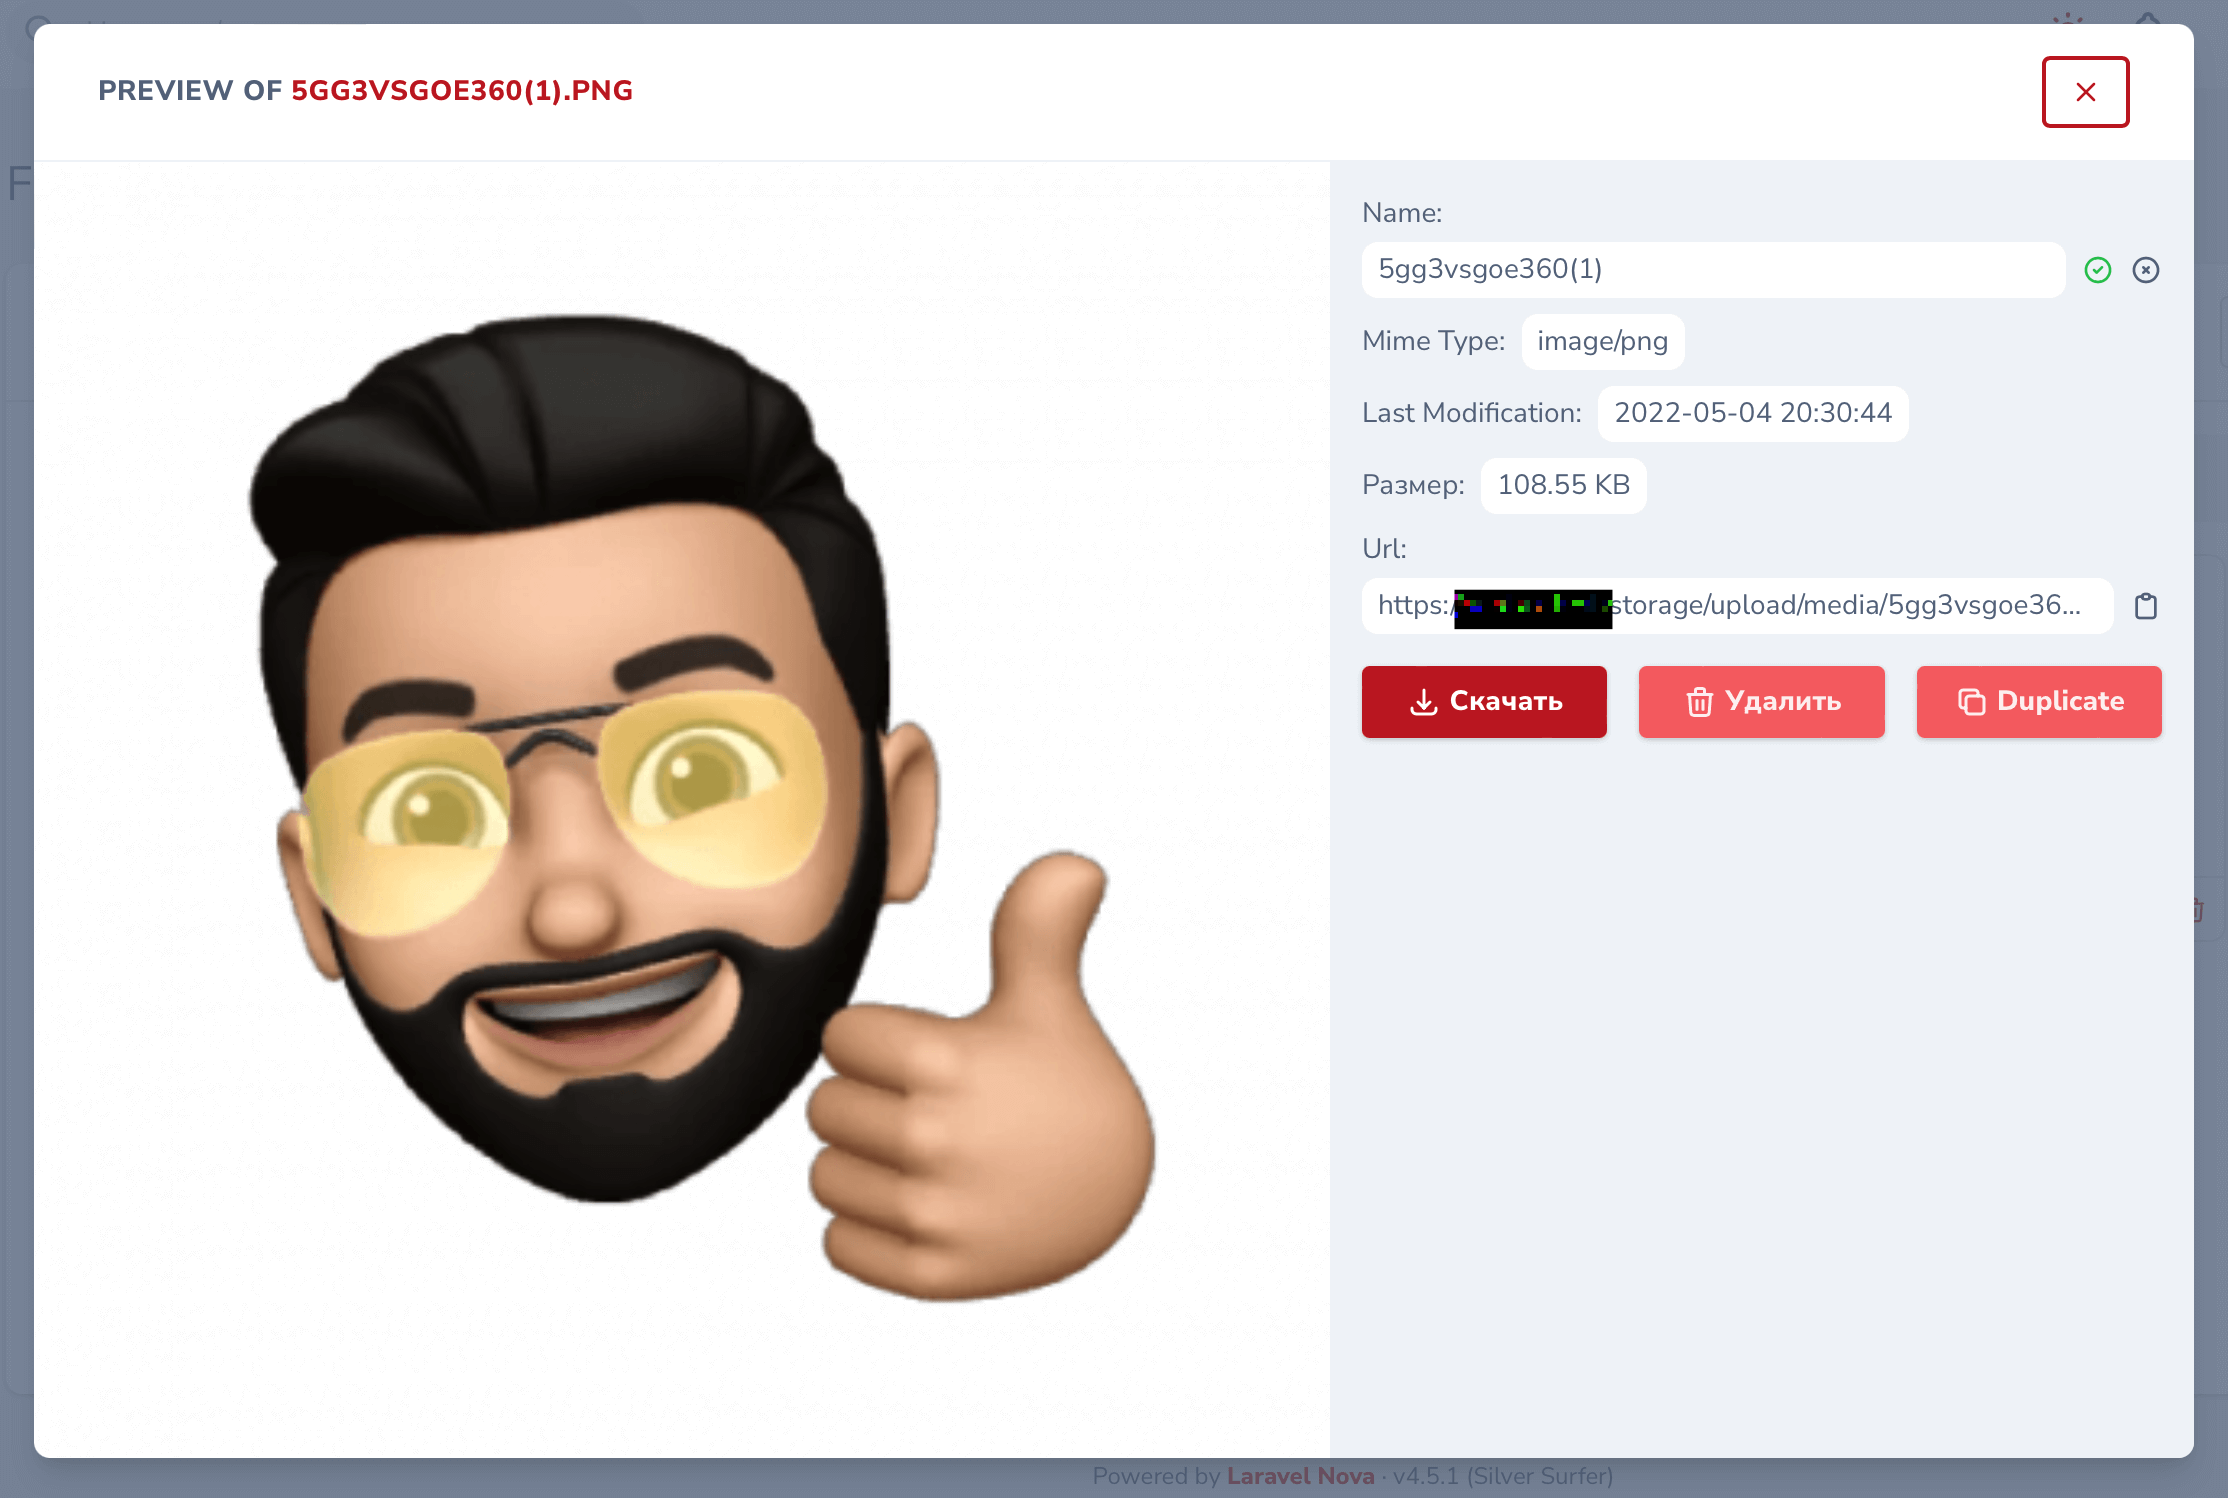 PREVIEW OF 5GG3VSGOE360(1).PNG
Name:
5gg3vsgoe360(1)
Mime Type: image/png
Last Modification: 2022-05-04 20:30:44
Размер: 108.55 KB
Url:
https:/ storage/upload/media/5gg3vsgoe36...
Скачать Удалить Duplicate
Powered by Laravel Nova · v4.5.1 (Silver Surfer)